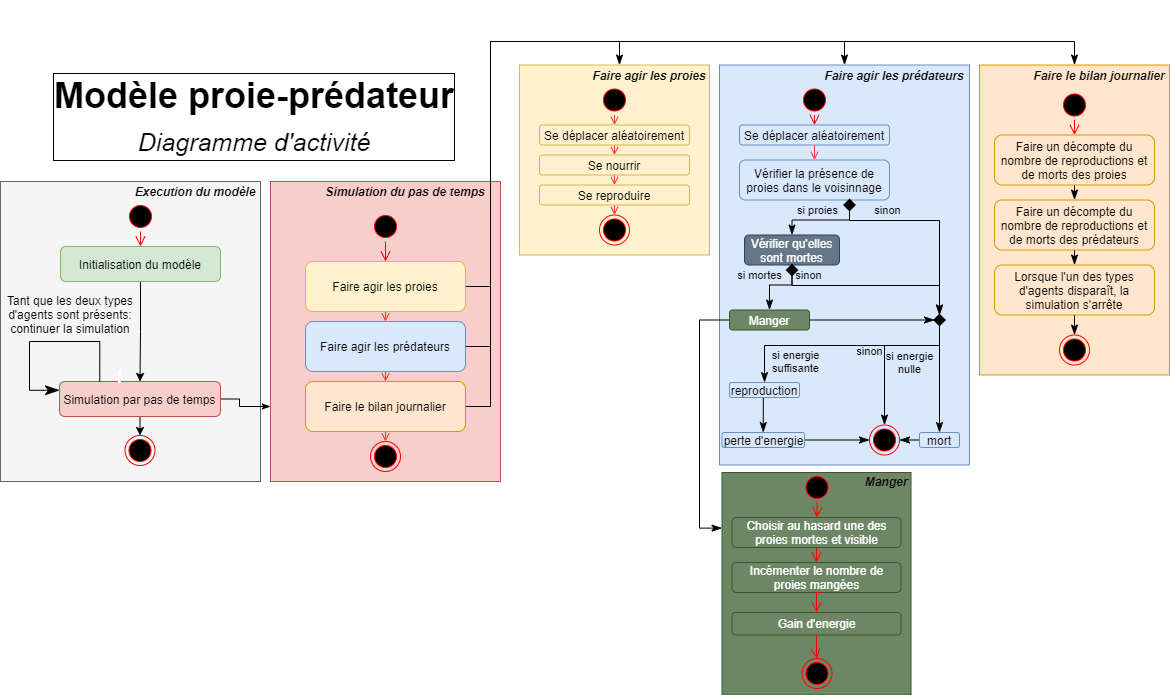 Modèle proie-prédateur
Diagramme d'activité
Execution du modèle
Initialisation du modèle
Tant que les deux types
d'agents sont présents:
continuer la simulation
Simulation par pas de temps
Simulation du pas de temps
Faire agir les proies
Faire agir les prédateurs
Faire le bilan journalier
Faire agir les proies
Se déplacer aléatoirement
Se nourrir
Se reproduire
Faire agir les prédateurs
Se déplacer aléatoirement
Vérifier la présence de
proies dans le voisinnage
si proies
sinon
Vérifier qu'elles
sont mortes
si mortes
sinon
Manger
si energie
suffisante
sinon
si energie
nulle
reproduction
perte d'energie
mort
Faire le bilan journalier
Faire un décompte du
nombre de reproductions et
de morts des proies
Faire un décompte du
nombre de reproductions et
de morts des prédateurs
Lorsque l'un des types
d'agents disparaît, la
simulation s'arrête
Manger
Choisir au hasard une des
proies mortes et visible
Incémenter le nombre de
proies mangées
Gain d'energie